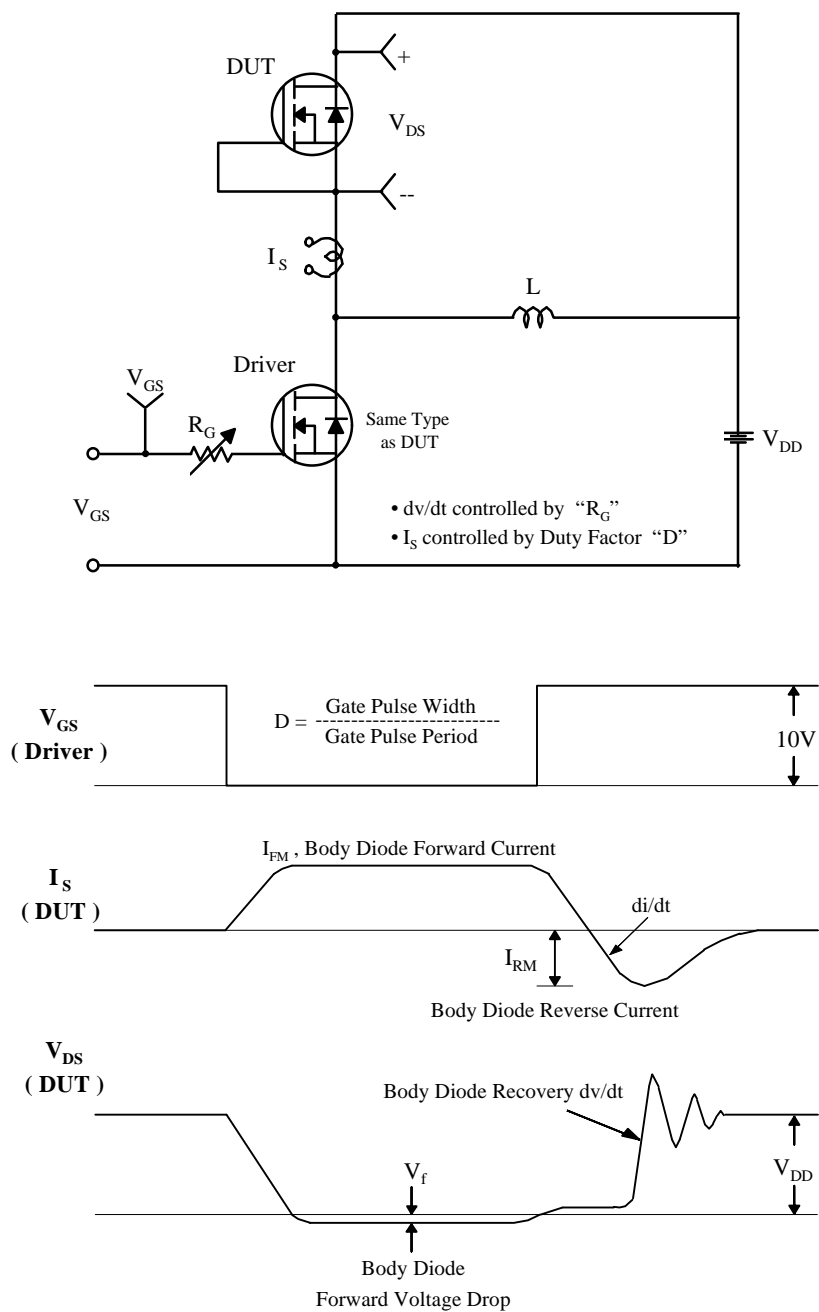 +
DUT
V_DS
--
I_S
L
Driver
V_GS
R_G
Same Type
as DUT
V_DD
V_GS
• dv/dt controlled by “R_G”
• I_S controlled by Duty Factor “D”
V_GS
( Driver )
D = Gate Pulse Width
--------------------------
Gate Pulse Period
10V
I_FM , Body Diode Forward Current
I_S
( DUT )
di/dt
I_RM
Body Diode Reverse Current
V_DS
( DUT )
Body Diode Recovery dv/dt
V_f
V_DD
Body Diode
Forward Voltage Drop